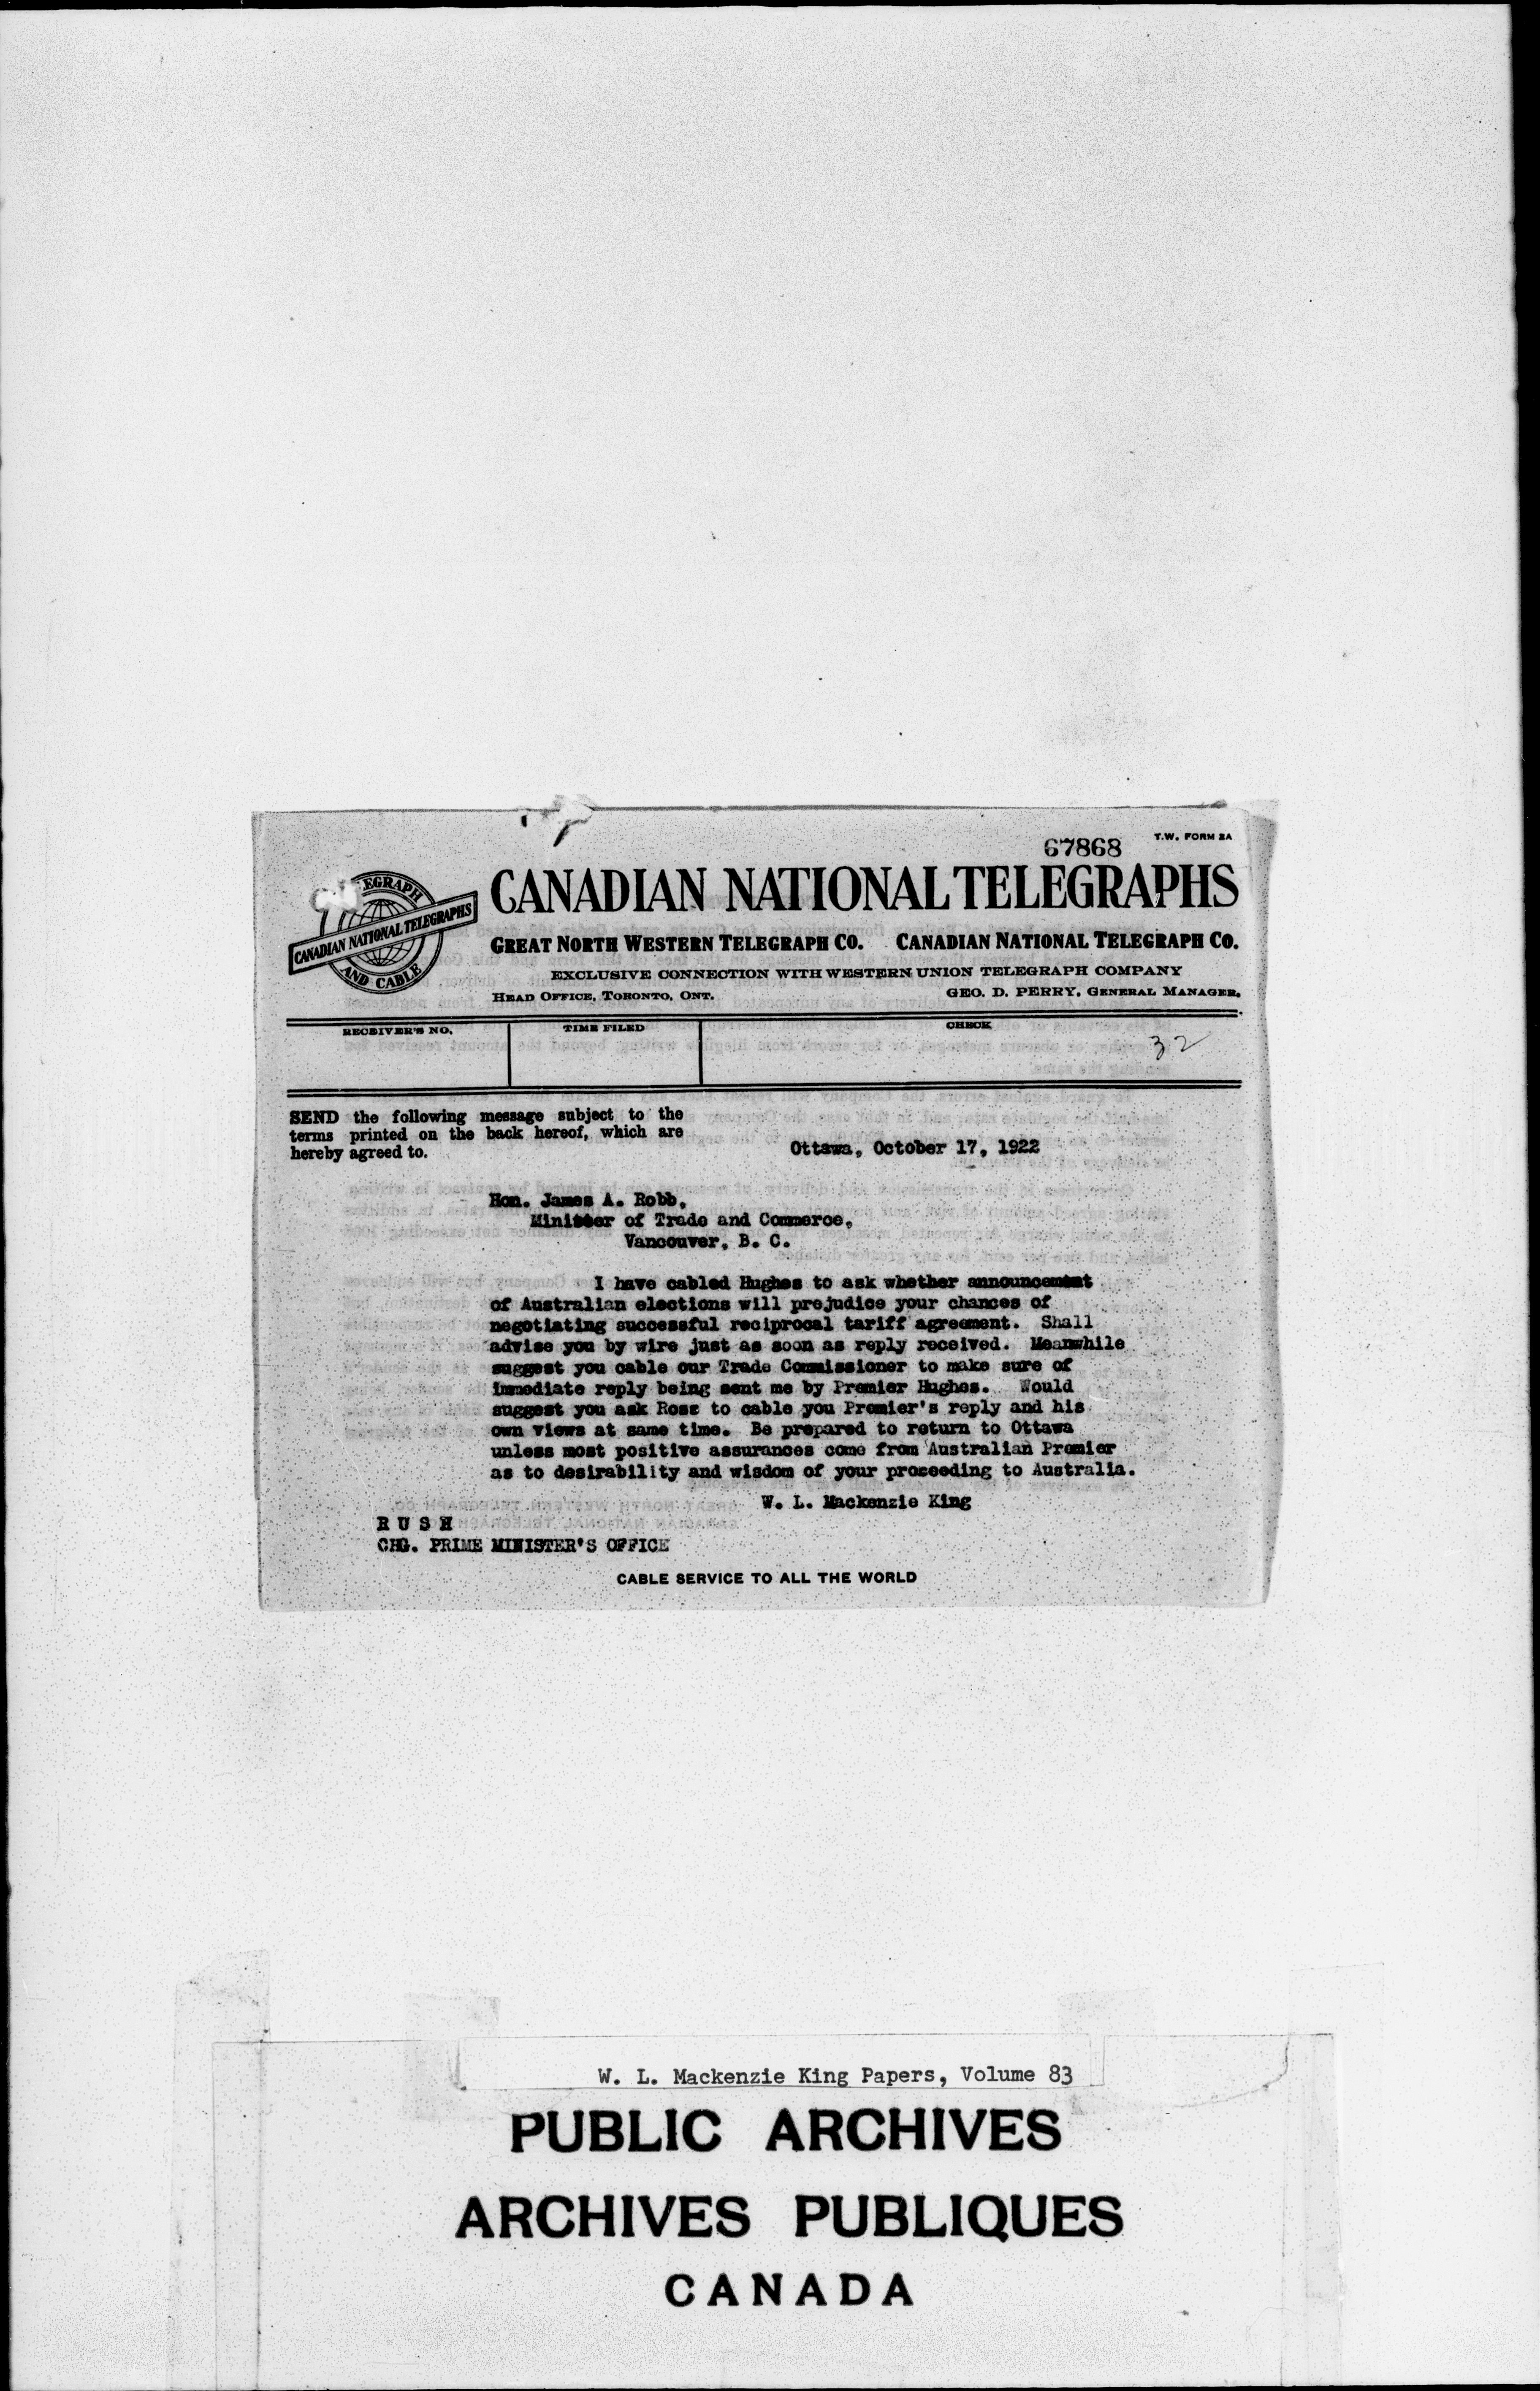 67868
T.W. FORM 2A
EGRAPH
CANADIAN NATIONAL TELEGRAPHS
AND CABLE
CANADIAN NATIONAL TELEGRAPHS
GREAT NORTH WESTERN TELEGRAPH CO. CANADIAN NATIONAL TELEGRAPH CO.
EXCLUSIVE CONNECTION WITH WESTERN UNION TELEGRAPH COMPANY
HEAD OFFICE, TORONTO, ONT. GEO. D. PERRY, GENERAL MANAGER.
RECEIVER'S NO. TIME FILED CHECK
32
SEND the following message subject to the
terms printed on the back hereof, which are
hereby agreed to.
Ottawa, October 17, 1922
Hon. James A. Robb,
Minister of Trade and Commerce,
Vancouver, B. C.
I have cabled Hughes to ask whether announcement
of Australian elections will prejudice your chances of
negotiating successful reciprocal tariff agreement. Shall
advise you by wire just as soon as reply received. Meanwhile
suggest you cable our Trade Commissioner to make sure of
immediate reply being sent me by Premier Hughes. Would
suggest you ask Ross to cable you Premier's reply and his
own views at same time. Be prepared to return to Ottawa
unless most positive assurances come from Australian Premier
as to desirability and wisdom of your proceeding to Australia.
W. L. Mackenzie King
R U S H
CHG. PRIME MINISTER'S OFFICE
CABLE SERVICE TO ALL THE WORLD
W. L. Mackenzie King Papers, Volume 83
PUBLIC ARCHIVES
ARCHIVES PUBLIQUES
CANADA